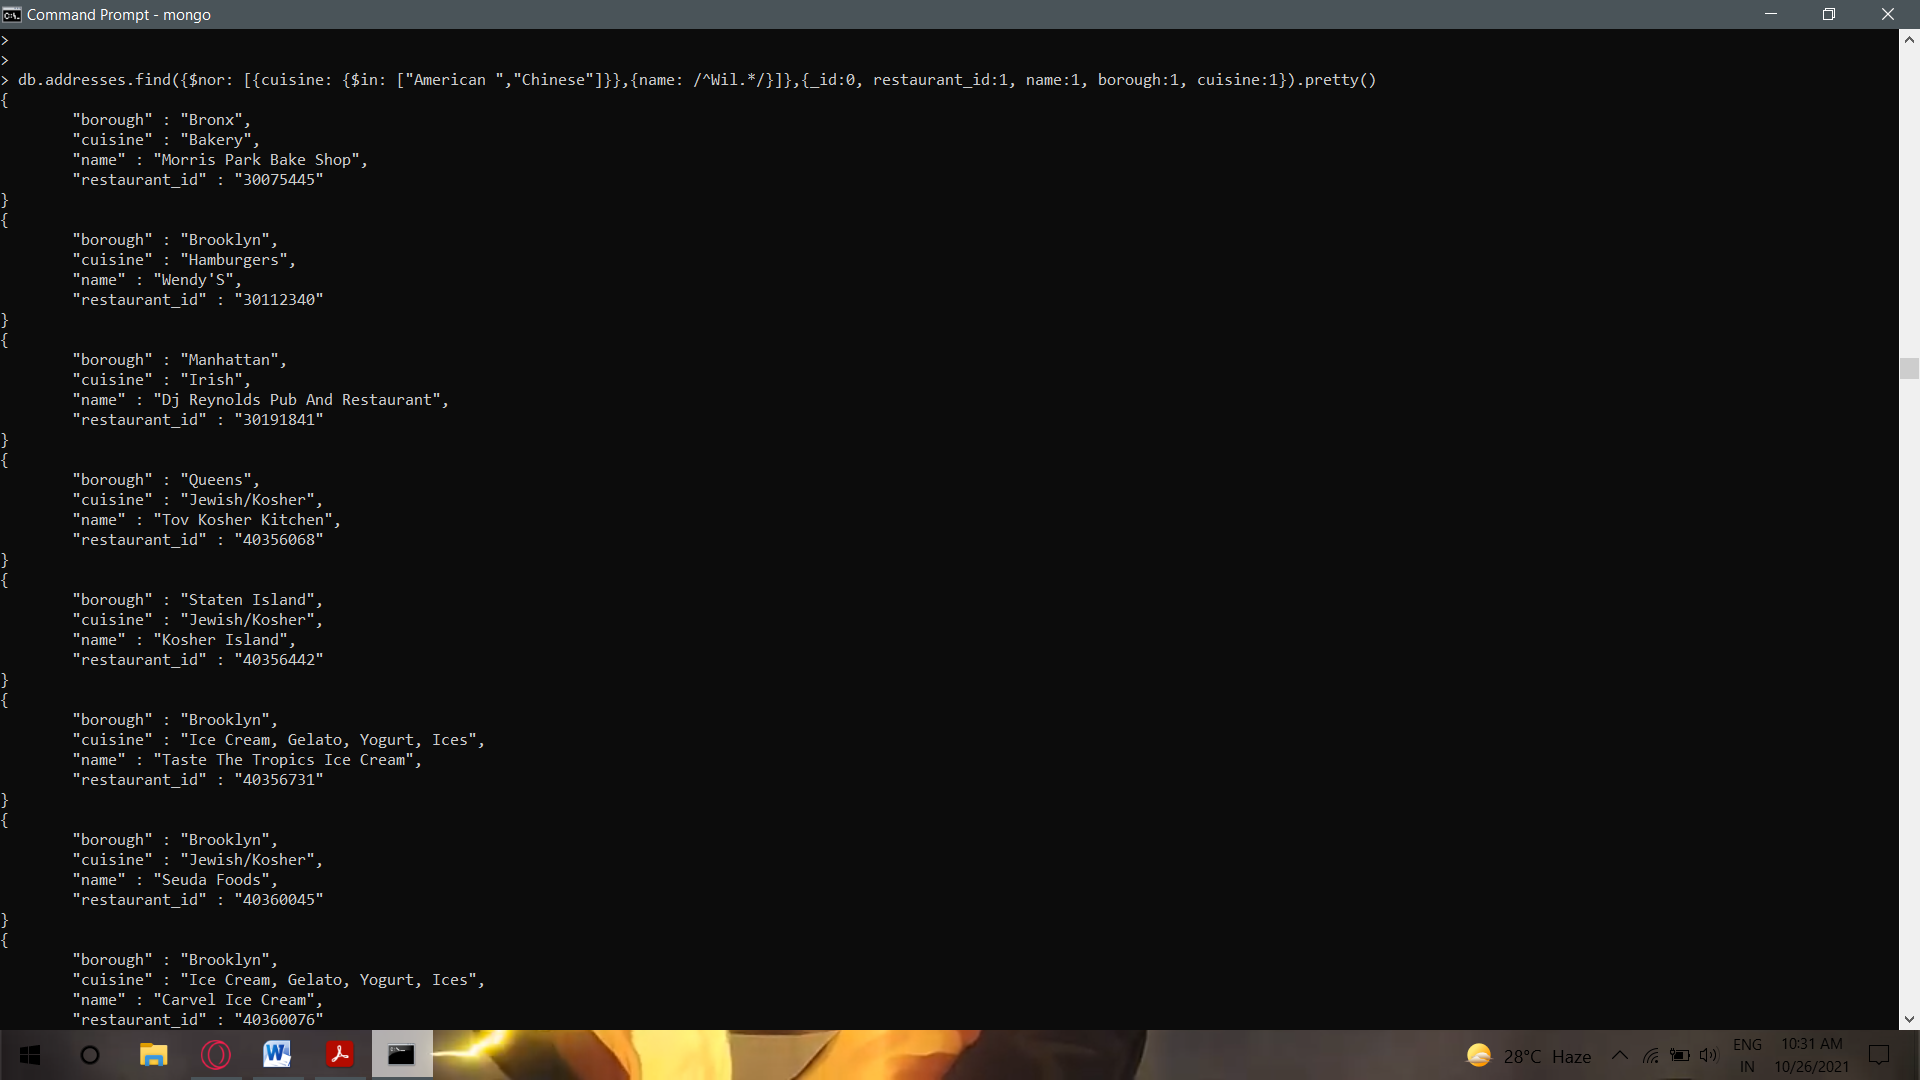 Command Prompt - mongo
>
>
> db.addresses.find({$nor: [{cuisine: {$in: ["American ","Chinese"]}},{name: /^Wil.*/}]},{_id:0, restaurant_id:1, name:1, borough:1, cuisine:1}).pretty()
{
"borough" : "Bronx",
"cuisine" : "Bakery",
"name" : "Morris Park Bake Shop",
"restaurant_id" : "30075445"
}
{
"borough" : "Brooklyn",
"cuisine" : "Hamburgers",
"name" : "Wendy'S",
"restaurant_id" : "30112340"
}
{
"borough" : "Manhattan",
"cuisine" : "Irish",
"name" : "Dj Reynolds Pub And Restaurant",
"restaurant_id" : "30191841"
}
{
"borough" : "Queens",
"cuisine" : "Jewish/Kosher",
"name" : "Tov Kosher Kitchen",
"restaurant_id" : "40356068"
}
{
"borough" : "Staten Island",
"cuisine" : "Jewish/Kosher",
"name" : "Kosher Island",
"restaurant_id" : "40356442"
}
{
"borough" : "Brooklyn",
"cuisine" : "Ice Cream, Gelato, Yogurt, Ices",
"name" : "Taste The Tropics Ice Cream",
"restaurant_id" : "40356731"
}
{
"borough" : "Brooklyn",
"cuisine" : "Jewish/Kosher",
"name" : "Seuda Foods",
"restaurant_id" : "40360045"
}
{
"borough" : "Brooklyn",
"cuisine" : "Ice Cream, Gelato, Yogurt, Ices",
"name" : "Carvel Ice Cream",
"restaurant_id" : "40360076"
28°C Haze
ENG
IN
10:31 AM
10/26/2021